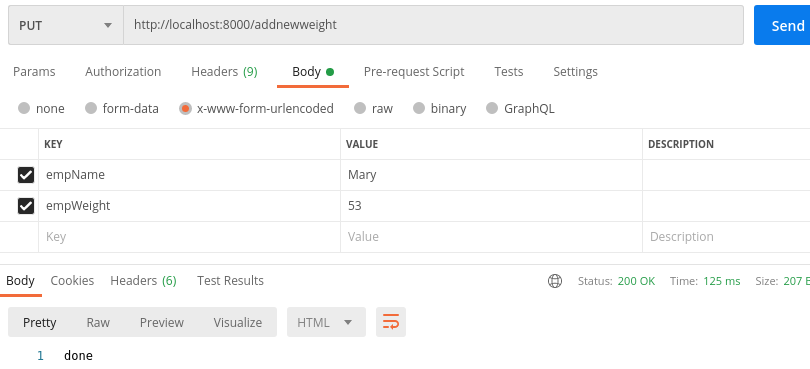 PUT http://localhost:8000/addnewweight Send
Params Authorization Headers (9) Body Pre-request Script Tests Settings
none form-data x-www-form-urlencoded raw binary GraphQL
KEY VALUE DESCRIPTION
empName Mary
empWeight 53
Key Value Description
Body Cookies Headers (6) Test Results Status: 200 OK Time: 125 ms Size: 207
Pretty Raw Preview Visualize HTML
1 done